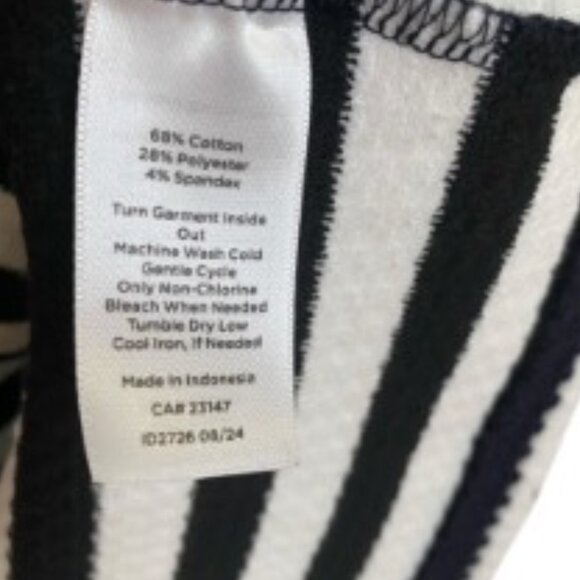 68% Cotton
28% Polyester
4% Spandex
Turn Garment Inside
Out
Machine Wash Cold
Gentle Cycle
Only Non-Chlorine
Bleach When Needed
Tumble Dry Low
Cool Iron, If Needed
Made in Indonesia
CA# 23147
ID2726 08/24